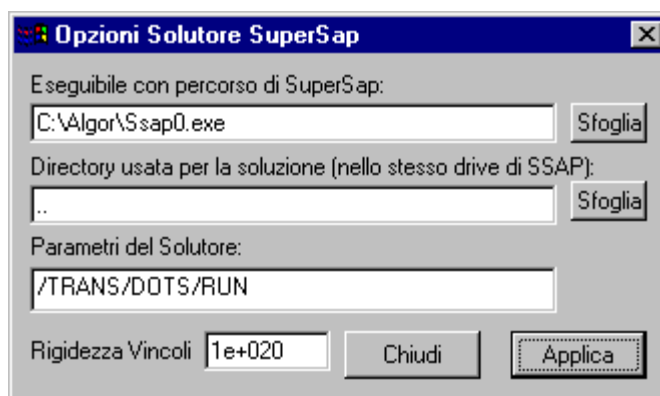 Opzioni Solutore SuperSap
Eseguibile con percorso di SuperSap:
C:\Algor\Ssap0.exe
Sfoglia
Directory usata per la soluzione (nello stesso drive di SSAP):
..
Sfoglia
Parametri del Solutore:
/TRANS/DOTS/RUN
Rigidezza Vincoli 1e+020 Chiudi Applica